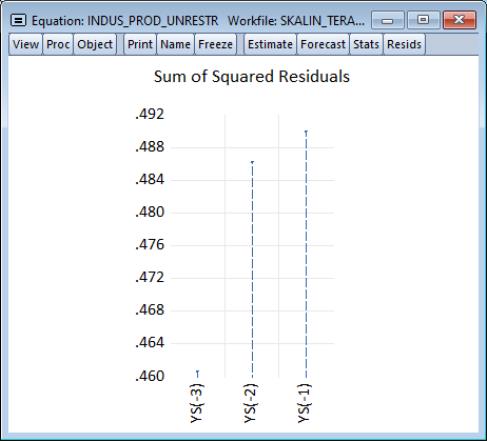 Equation: INDUS_PROD_UNRESTR Workfile: SKALIN_TERA...
View Proc Object Print Name Freeze Estimate Forecast Stats Resids
Sum of Squared Residuals
.492
.488
.484
.480
.476
.472
.468
.464
.460
YS(-3)
YS(-2)
YS(-1)